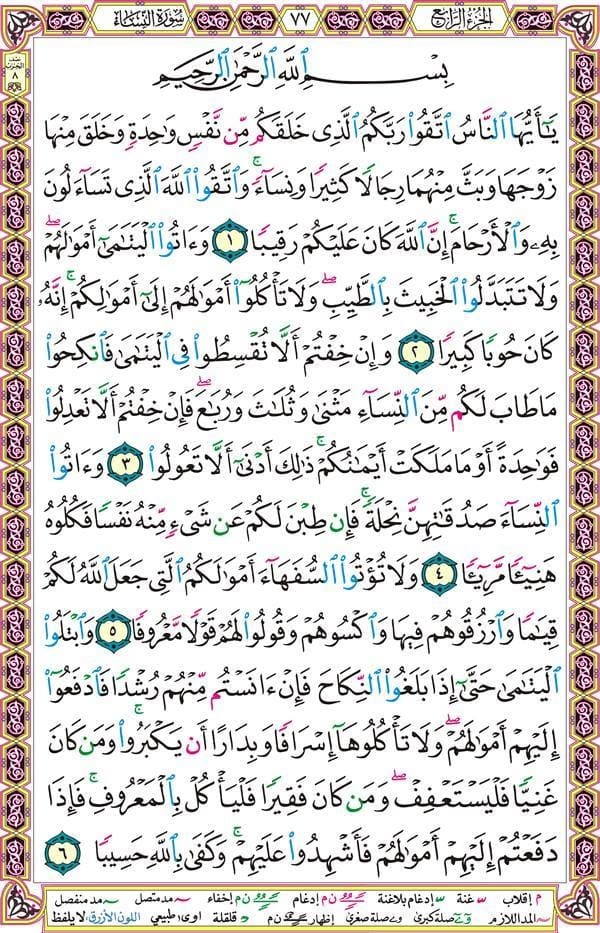 الجزء الرابع
٧٧
سورة النساء
٨
بِسْمِ ٱللَّهِ ٱلرَّحْمَٰنِ ٱلرَّحِيمِ
يَٰٓأَيُّهَا ٱلنَّاسُ ٱتَّقُوا۟ رَبَّكُمُ ٱلَّذِى خَلَقَكُم مِّن نَّفْسٍ وَٰحِدَةٍ وَخَلَقَ مِنْهَا
زَوْجَهَا وَبَثَّ مِنْهُمَا رِجَالًا كَثِيرًا وَنِسَآءً ۚ وَٱتَّقُوا۟ ٱللَّهَ ٱلَّذِى تَسَآءَلُونَ
بِهِۦ وَٱلْأَرْحَامَ ۚ إِنَّ ٱللَّهَ كَانَ عَلَيْكُمْ رَقِيبًا ١ وَءَاتُوا۟ ٱلْيَتَٰمَىٰٓ أَمْوَٰلَهُمْ ۖ
وَلَا تَتَبَدَّلُوا۟ ٱلْخَبِيثَ بِٱلطَّيِّبِ ۖ وَلَا تَأْكُلُوٓا۟ أَمْوَٰلَهُمْ إِلَىٰٓ أَمْوَٰلِكُمْ ۚ إِنَّهُۥ
كَانَ حُوبًا كَبِيرًا ٢ وَإِنْ خِفْتُمْ أَلَّا تُقْسِطُوا۟ فِى ٱلْيَتَٰمَىٰ فَٱنكِحُوا۟
مَا طَابَ لَكُم مِّنَ ٱلنِّسَآءِ مَثْنَىٰ وَثُلَٰثَ وَرُبَٰعَ ۖ فَإِنْ خِفْتُمْ أَلَّا تَعْدِلُوا۟
فَوَٰحِدَةً أَوْ مَا مَلَكَتْ أَيْمَٰنُكُمْ ۚ ذَٰلِكَ أَدْنَىٰٓ أَلَّا تَعُولُوا۟ ٣ وَءَاتُوا۟
ٱلنِّسَآءَ صَدُقَٰتِهِنَّ نِحْلَةً ۚ فَإِن طِبْنَ لَكُمْ عَن شَىْءٍ مِّنْهُ نَفْسًا فَكُلُوهُ
هَنِيٓـًٔا مَّرِيٓـًٔا ٤ وَلَا تُؤْتُوا۟ ٱلسُّفَهَآءَ أَمْوَٰلَكُمُ ٱلَّتِى جَعَلَ ٱللَّهُ لَكُمْ
قِيَٰمًا وَٱرْزُقُوهُمْ فِيهَا وَٱكْسُوهُمْ وَقُولُوا۟ لَهُمْ قَوْلًا مَّعْرُوفًا ٥ وَٱبْتَلُوا۟
ٱلْيَتَٰمَىٰ حَتَّىٰٓ إِذَا بَلَغُوا۟ ٱلنِّكَاحَ فَإِنْ ءَانَسْتُم مِّنْهُمْ رُشْدًا فَٱدْفَعُوٓا۟
إِلَيْهِمْ أَمْوَٰلَهُمْ ۖ وَلَا تَأْكُلُوهَآ إِسْرَافًا وَبِدَارًا أَن يَكْبَرُوا۟ ۚ وَمَن كَانَ
غَنِيًّا فَلْيَسْتَعْفِفْ ۖ وَمَن كَانَ فَقِيرًا فَلْيَأْكُلْ بِٱلْمَعْرُوفِ ۚ فَإِذَا
دَفَعْتُمْ إِلَيْهِمْ أَمْوَٰلَهُمْ فَأَشْهِدُوا۟ عَلَيْهِمْ ۚ وَكَفَىٰ بِٱللَّهِ حَسِيبًا ٦
م إقلاب غنة إدغام بلاغنة ن م إدغام ن م إخفاء مد متصل مد منفصل
المد اللازم صلة كبرى صلة صغرى إظهار ن م قلقلة اوى طبيعي اللون الأزرق لا يلفظ